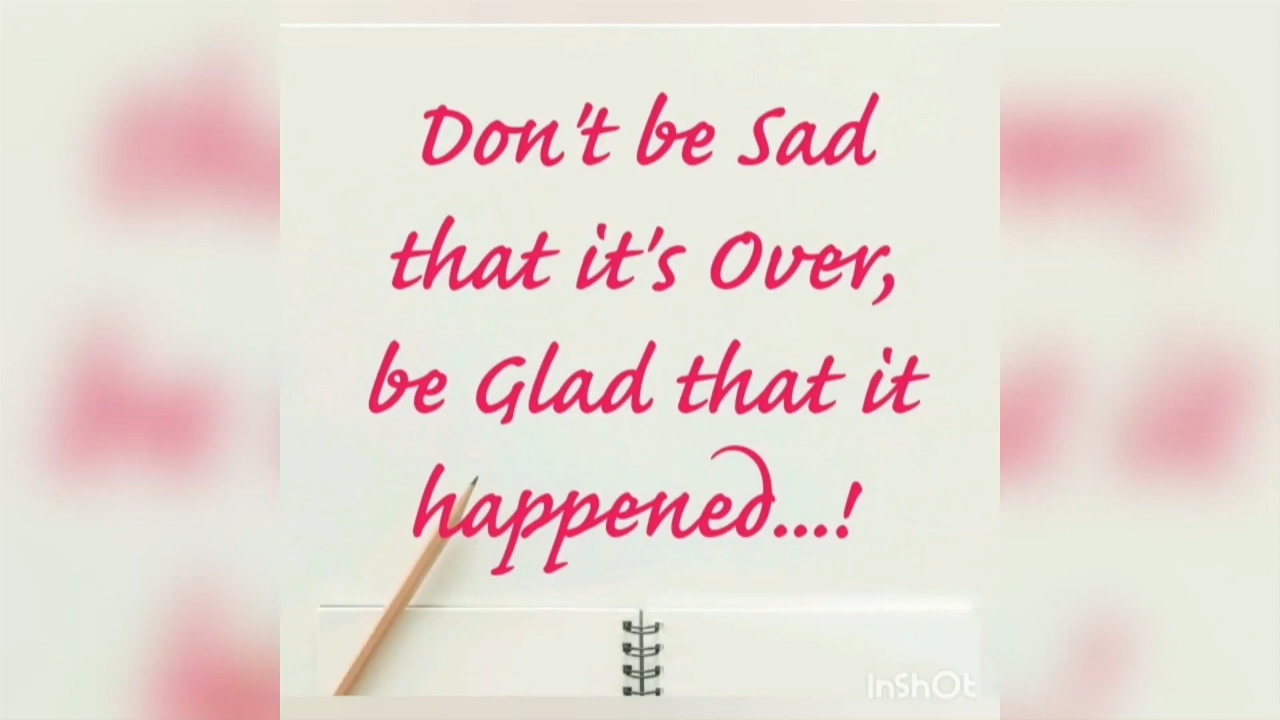 Don't be Sad
that it's Over,
be Glad that it
happened...!
InShOt